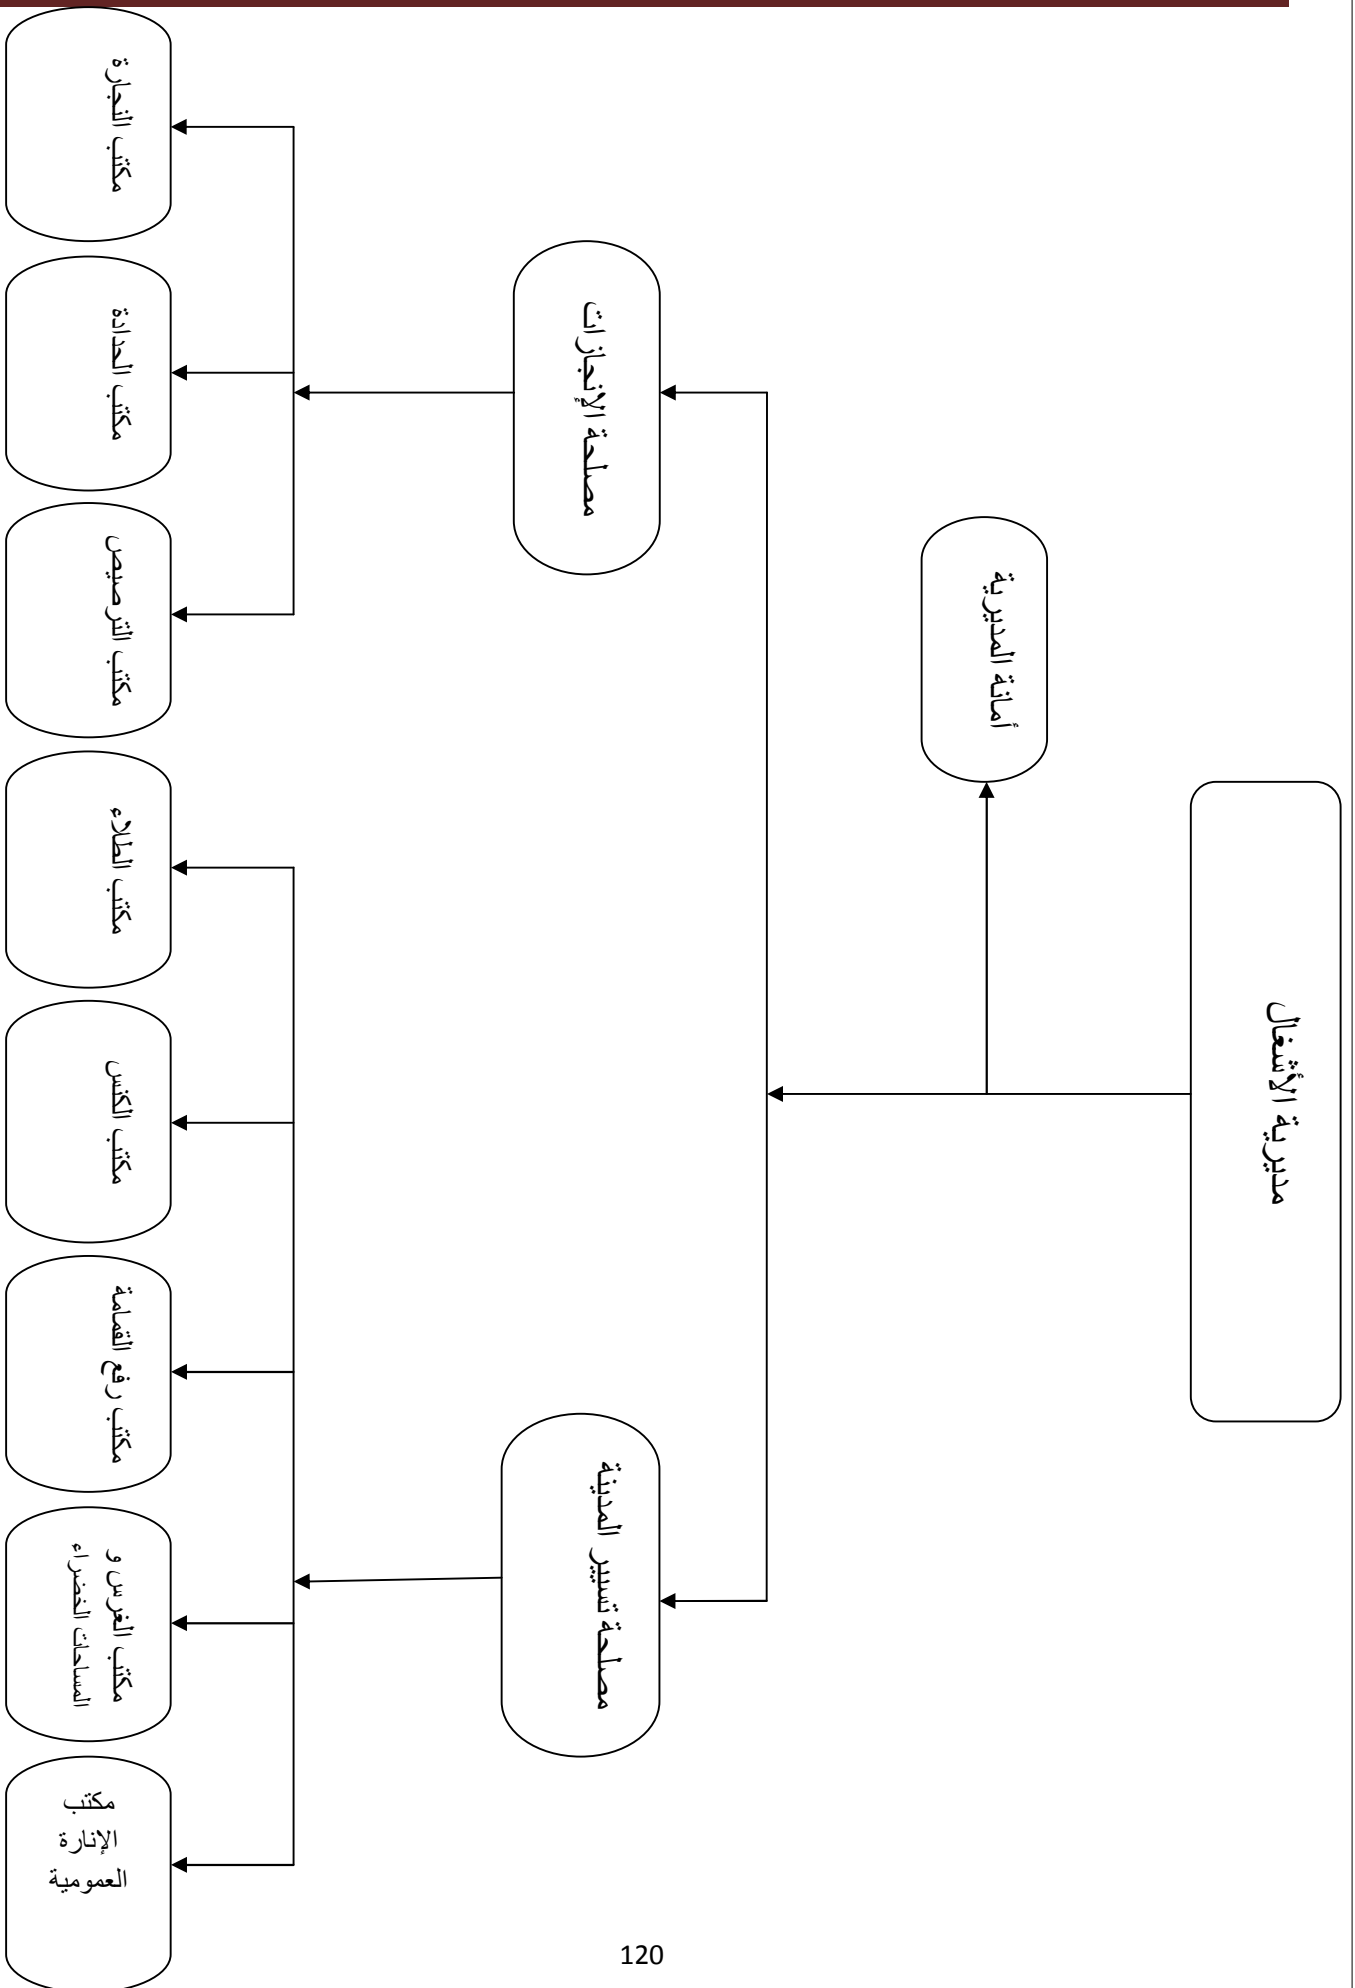 مديرية الأشغال
أمانة المديرية
مصلحة الإنجازات
مصلحة تسيير المدينة
مكتب النجارة
مكتب الحدادة
مكتب الترصيص
مكتب الطلاء
مكتب الكنس
مكتب رفع القمامة
مكتب الغرس و
المساحات الخضراء
مكتب
الإنارة
العمومية
120